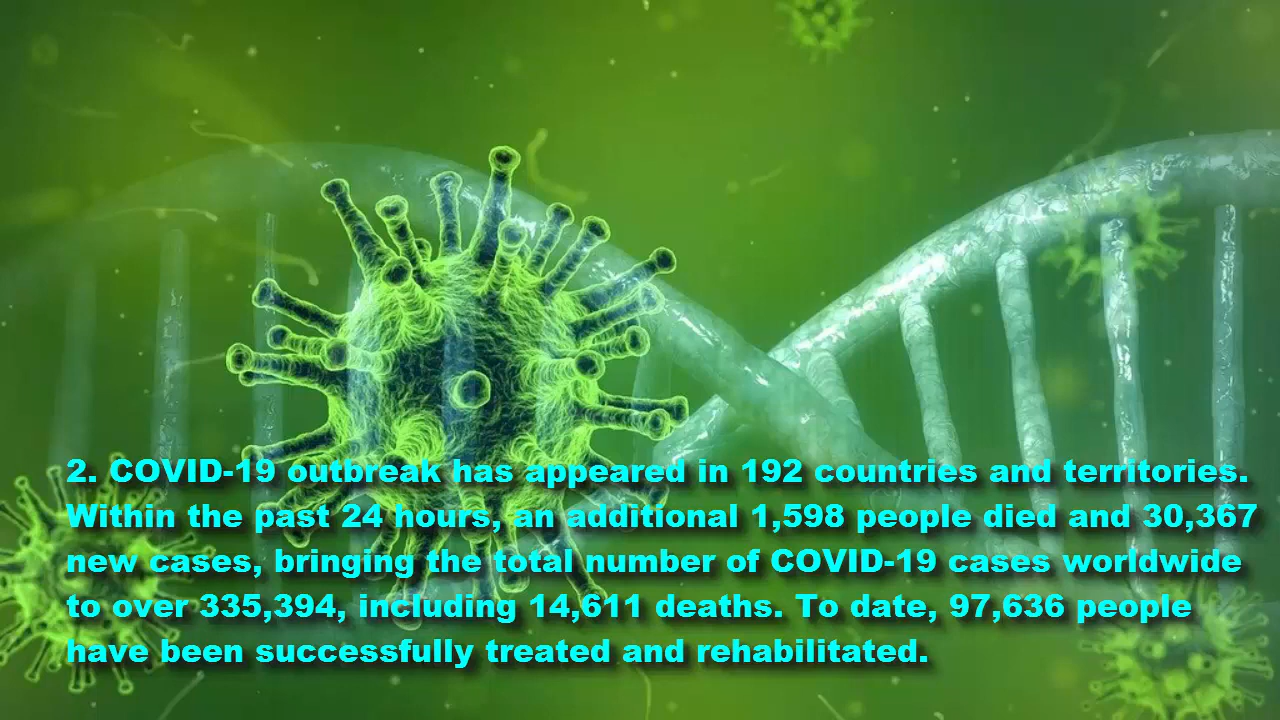 2. COVID-19 outbreak has appeared in 192 countries and territories.
Within the past 24 hours, an additional 1,598 people died and 30,367
new cases, bringing the total number of COVID-19 cases worldwide
to over 335,394, including 14,611 deaths. To date, 97,636 people
have been successfully treated and rehabilitated.